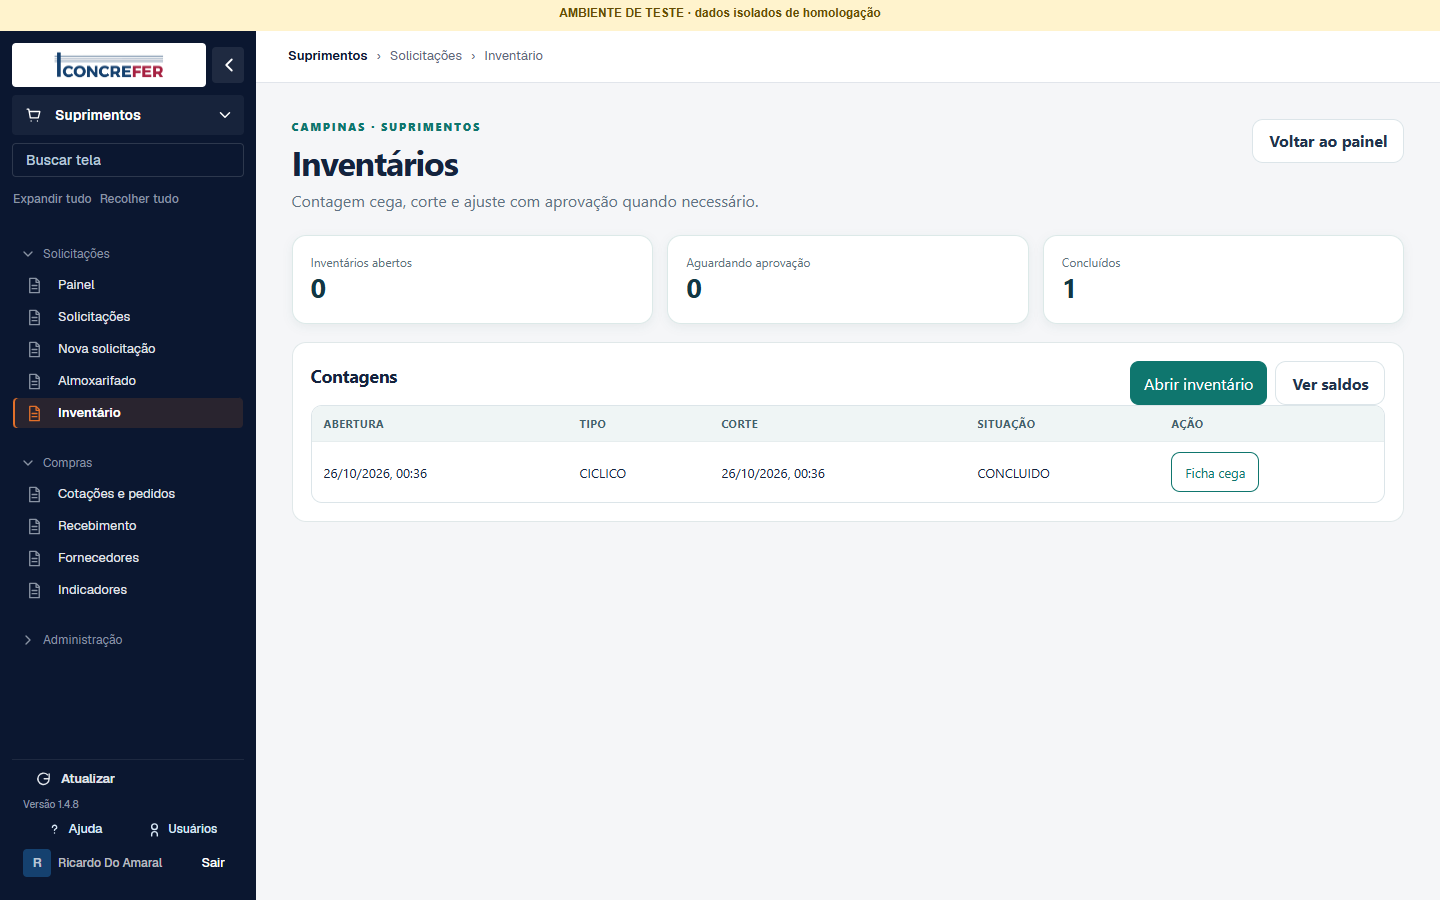 AMBIENTE DE TESTE · dados isolados de homologação
CONCREFER
Suprimentos
Buscar tela
Expandir tudo Recolher tudo
Solicitações
Painel
Solicitações
Nova solicitação
Almoxarifado
Inventário
Compras
Cotações e pedidos
Recebimento
Fornecedores
Indicadores
Administração
Atualizar
Versão 1.4.8
? Ajuda Usuários
R Ricardo Do Amaral Sair
Suprimentos › Solicitações › Inventário
CAMPINAS · SUPRIMENTOS
Inventários
Contagem cega, corte e ajuste com aprovação quando necessário.
Voltar ao painel
Inventários abertos
0
Aguardando aprovação
0
Concluídos
1
Contagens
Abrir inventário Ver saldos
ABERTURA TIPO CORTE SITUAÇÃO AÇÃO
26/10/2026, 00:36 CICLICO 26/10/2026, 00:36 CONCLUIDO Ficha cega